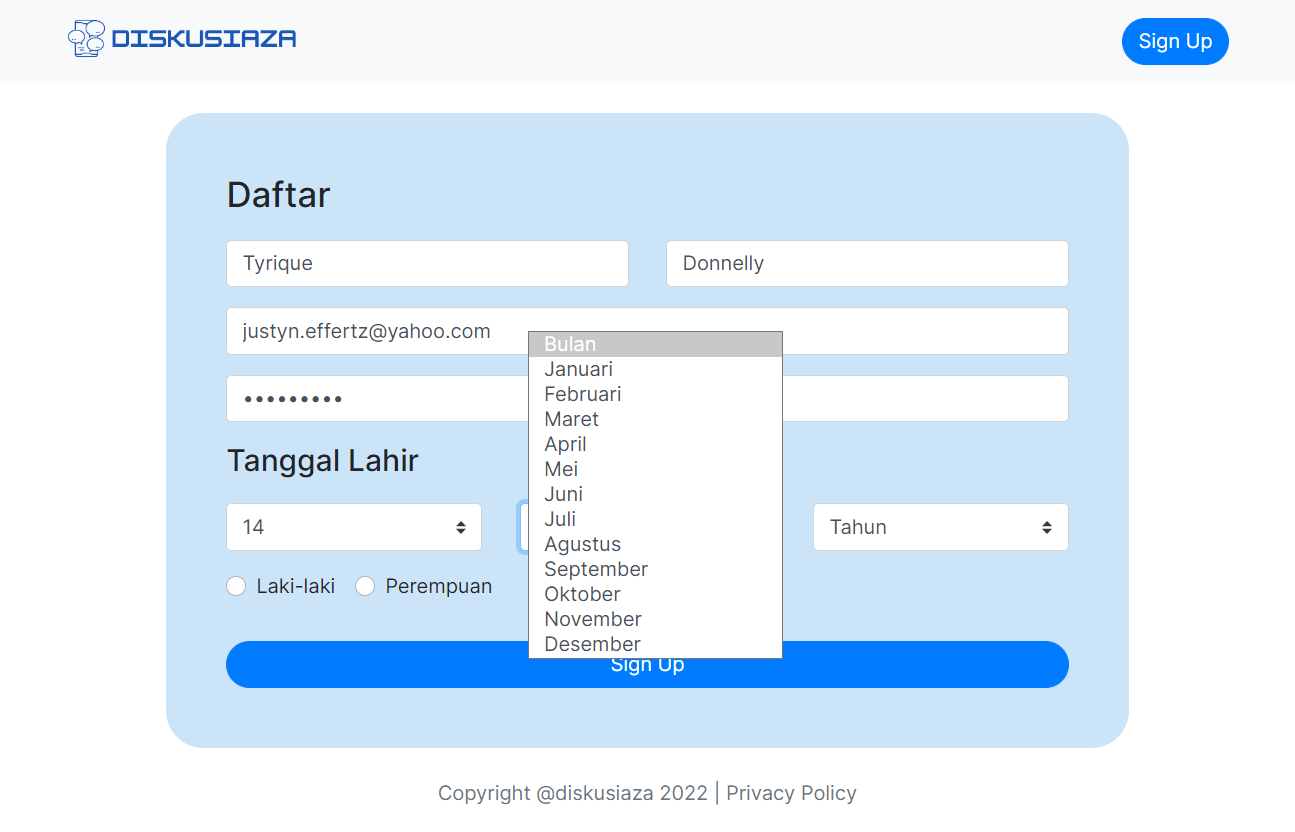 DISKUSIAZA
Sign Up
Daftar
Tyrique
Donnelly
justyn.effertz@yahoo.com
•••••••••
Tanggal Lahir
14
Bulan
Januari
Februari
Maret
April
Mei
Juni
Juli
Agustus
September
Oktober
November
Desember
Tahun
Laki-laki Perempuan
Sign Up
Copyright @diskusiaza 2022 | Privacy Policy